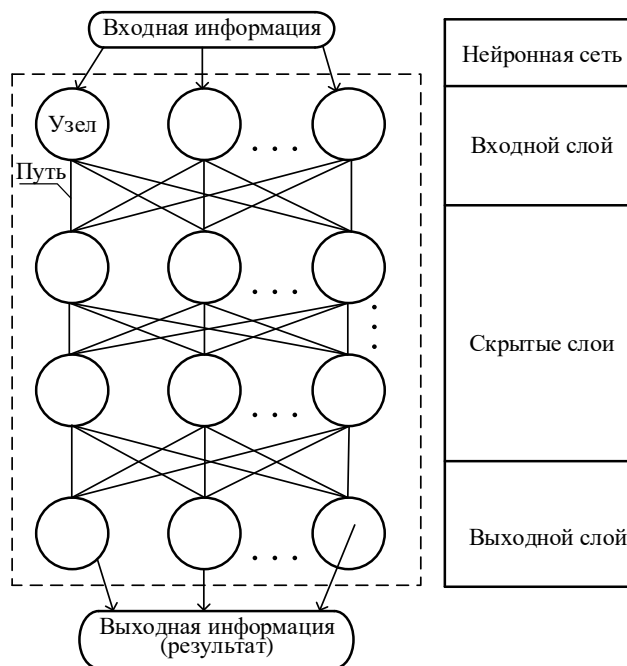 Входная информация
Нейронная сеть
Узел
. . .
Входной слой
Путь
. . .
Скрытые слои
. . .
. . .
Выходной слой
Выходная информация
(результат)